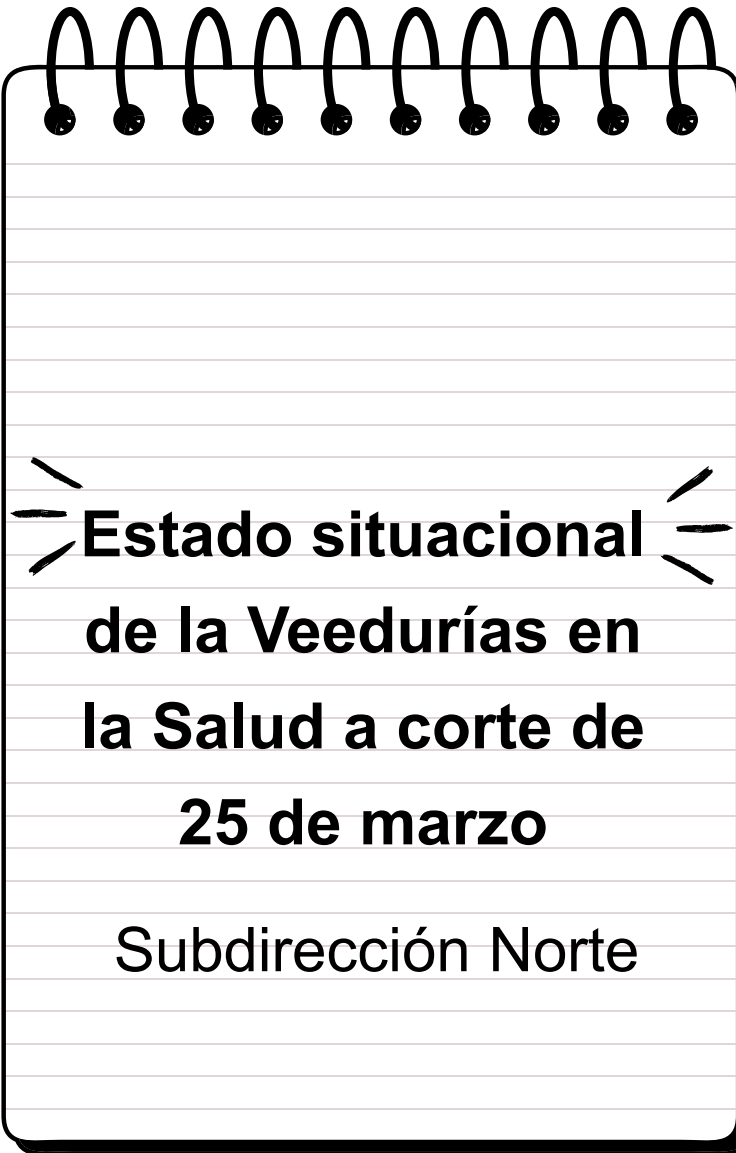 Estado situacional
de la Veedurías en
la Salud a corte de
25 de marzo
Subdirección Norte